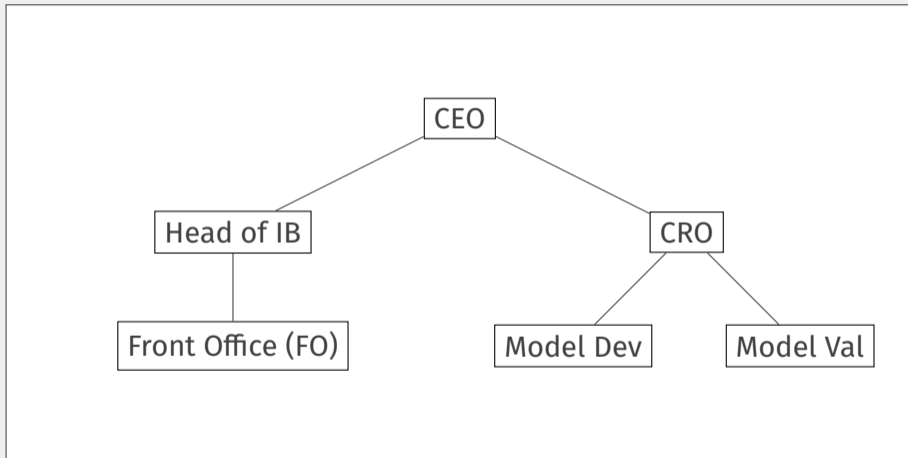 CEO
Head of IB
CRO
Front Office (FO)
Model Dev
Model Val